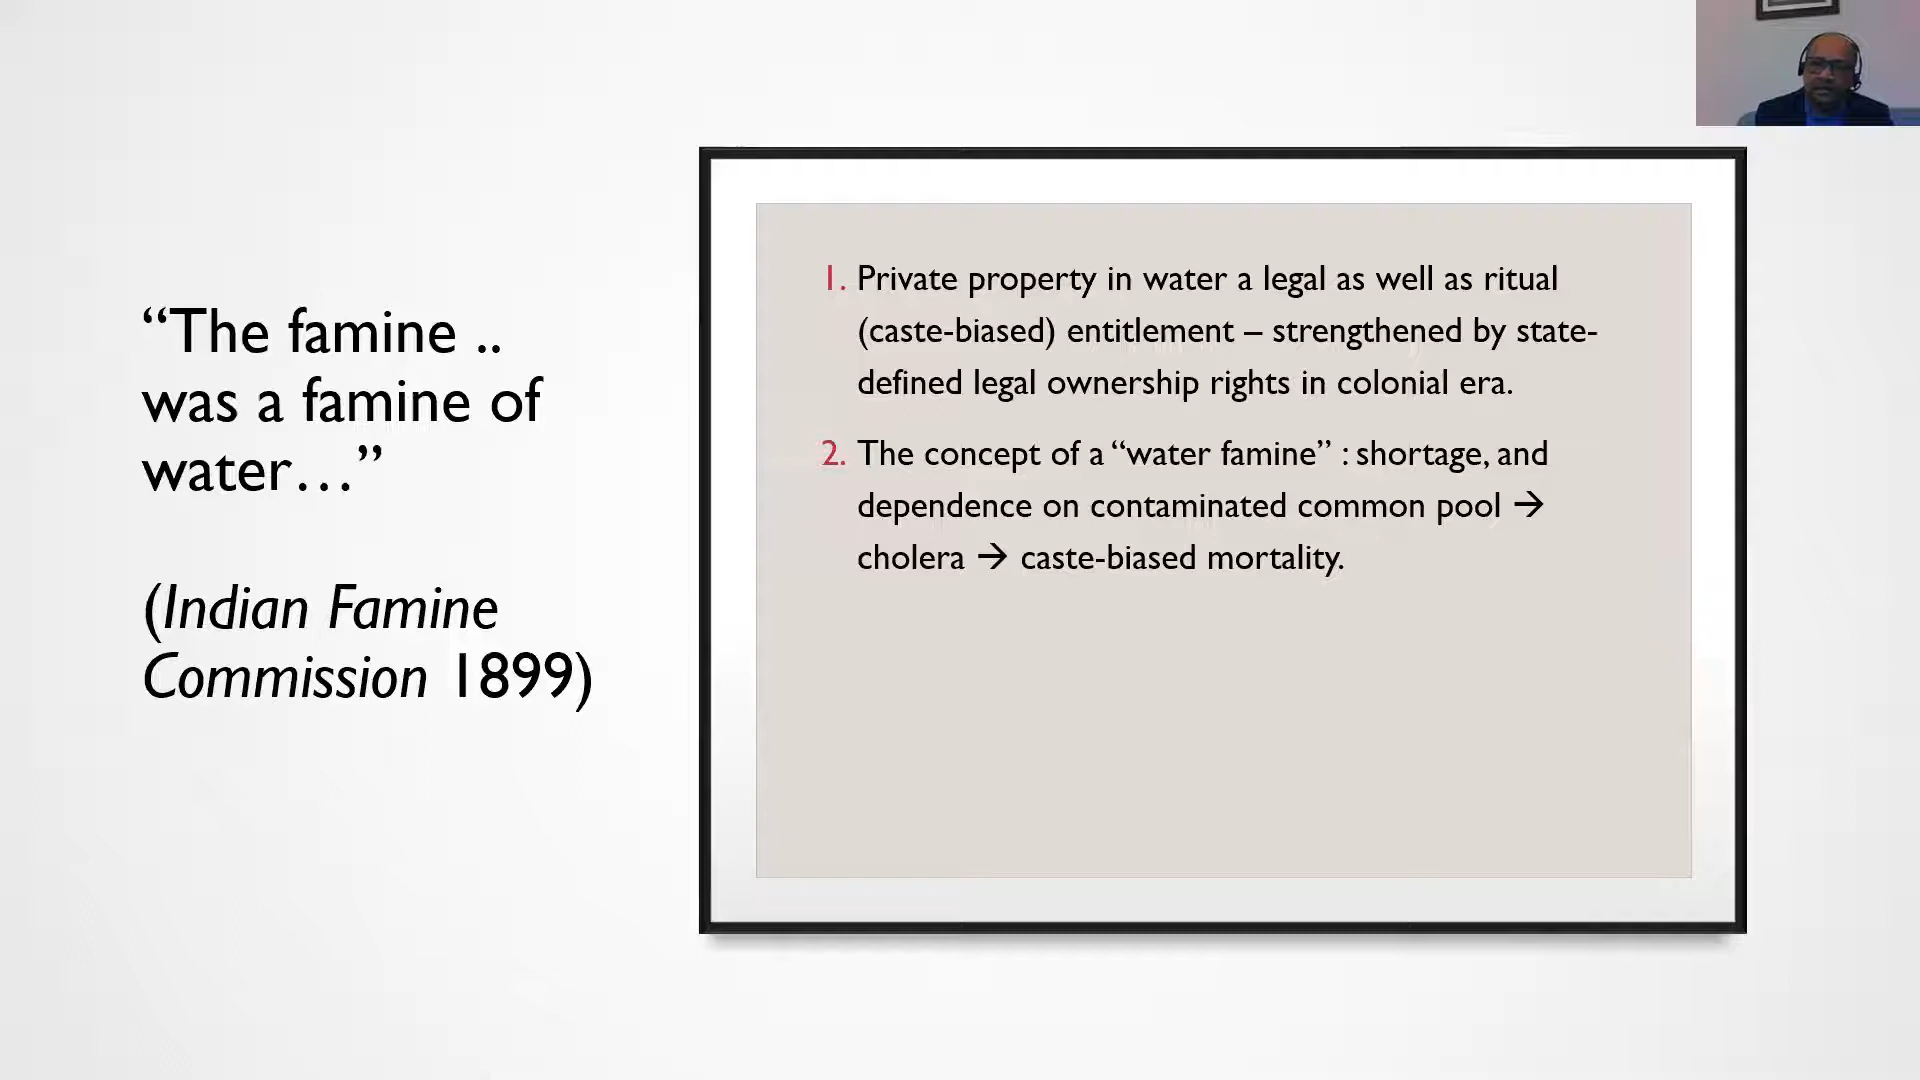 “The famine ..
was a famine of
water…”
(Indian Famine
Commission 1899)
1. Private property in water a legal as well as ritual
(caste-biased) entitlement – strengthened by state-
defined legal ownership rights in colonial era.
2. The concept of a “water famine” : shortage, and
dependence on contaminated common pool →
cholera → caste-biased mortality.